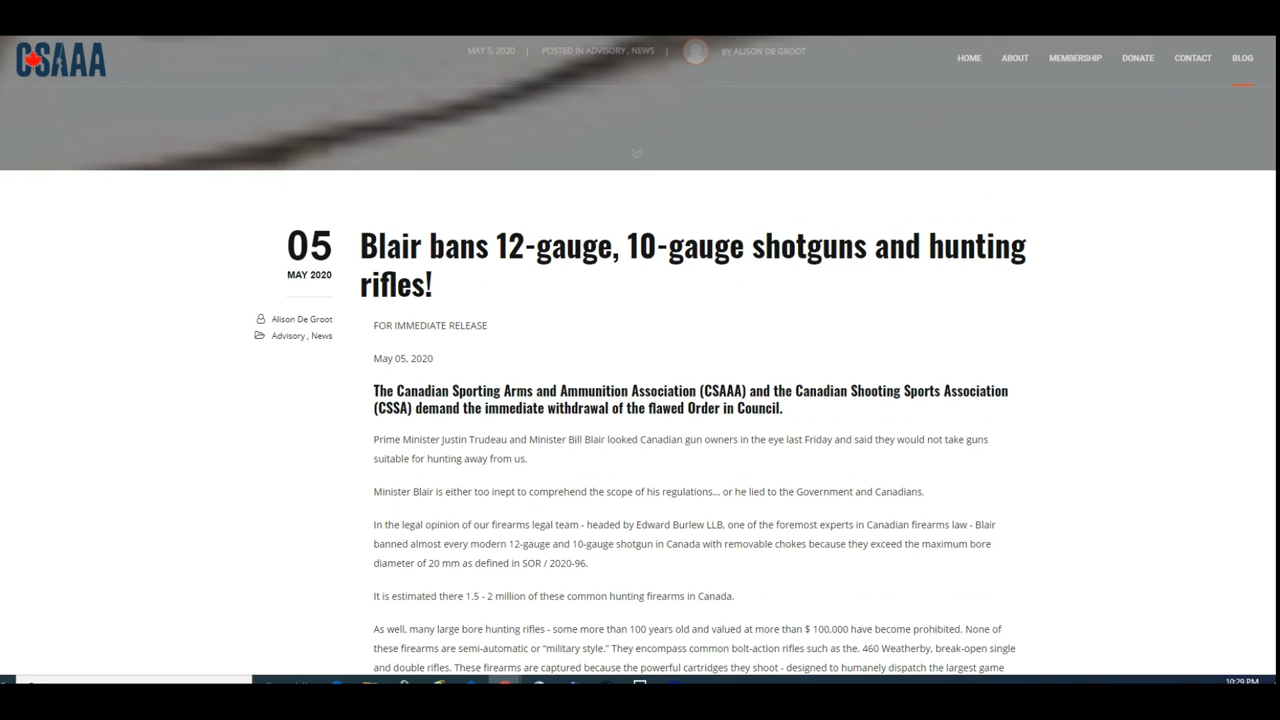 CSAAA
MAY 5, 2020 | POSTED IN ADVISORY , NEWS | BY ALISON DE GROOT
HOME ABOUT MEMBERSHIP DONATE CONTACT BLOG
05
MAY 2020
Alison De Groot
Advisory , News
Blair bans 12-gauge, 10-gauge shotguns and hunting
rifles!
FOR IMMEDIATE RELEASE
May 05, 2020
The Canadian Sporting Arms and Ammunition Association (CSAAA) and the Canadian Shooting Sports Association
(CSSA) demand the immediate withdrawal of the flawed Order in Council.
Prime Minister Justin Trudeau and Minister Bill Blair looked Canadian gun owners in the eye last Friday and said they would not take guns
suitable for hunting away from us.
Minister Blair is either too inept to comprehend the scope of his regulations... or he lied to the Government and Canadians.
In the legal opinion of our firearms legal team - headed by Edward Burlew LLB, one of the foremost experts in Canadian firearms law - Blair
banned almost every modern 12-gauge and 10-gauge shotgun in Canada with removable chokes because they exceed the maximum bore
diameter of 20 mm as defined in SOR / 2020-96.
It is estimated there 1.5 - 2 million of these common hunting firearms in Canada.
As well, many large bore hunting rifles - some more than 100 years old and valued at more than $ 100,000 have become prohibited. None of
these firearms are semi-automatic or “military style.” They encompass common bolt-action rifles such as the. 460 Weatherby, break-open single
and double rifles. These firearms are captured because the powerful cartridges they shoot - designed to humanely dispatch the largest game
10:29 PM